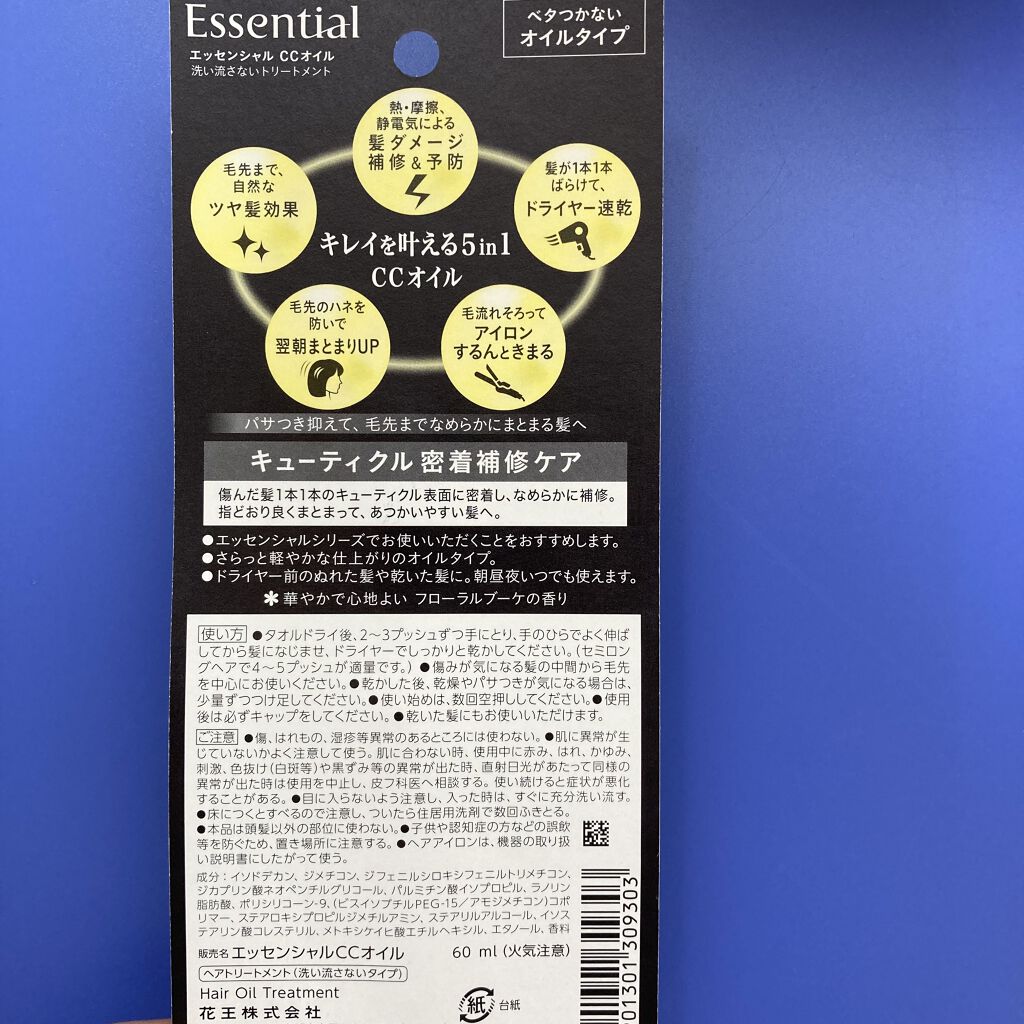 Essential
エッセンシャル CCオイル
洗い流さないトリートメント
ベタつかない
オイルタイプ
熱・摩擦、
静電気による
髪ダメージ
補修&予防
毛先まで、
自然な
ツヤ髪効果
髪が1本1本
ばらけて、
ドライヤー速乾
キレイを叶える5in1
CCオイル
毛先のハネを
防いで
翌朝まとまりUP
毛流れそろって
アイロン
するんときまる
パサつき抑えて、毛先までなめらかにまとまる髪へ
キューティクル 密着補修ケア
傷んだ髪1本1本のキューティクル表面に密着し、なめらかに補修。
指どおり良くまとまって、あつかいやすい髪へ。
●エッセンシャルシリーズでお使いいただくことをおすすめします。
●さらっと軽やかな仕上がりのオイルタイプ。
●ドライヤー前のぬれた髪や乾いた髪に。朝昼夜いつでも使えます。
✻華やかで心地よい フローラルブーケの香り
使い方 ●タオルドライ後、2〜3プッシュずつ手にとり、手のひらでよく伸ば
してから髪になじませ、ドライヤーでしっかりと乾かしてください。(セミロン
グヘアで4〜5プッシュが適量です。) ●傷みが気になる髪の中間から毛先
を中心にお使いください。●乾かした後、乾燥やパサつきが気になる場合は、
少量ずつつけ足してください。●使い始めは、数回空押ししてください。●使用
後は必ずキャップをしてください。●乾いた髪にもお使いいただけます。
ご注意 ●傷、はれもの、湿疹等異常のあるところには使わない。●肌に異常が生
じていないかよく注意して使う。肌に合わない時、使用中に赤み、はれ、かゆみ、
刺激、色抜け(白斑等)や黒ずみ等の異常が出た時、直射日光があたって同様の
異常が出た時は使用を中止し、皮フ科医へ相談する。使い続けると症状が悪化
することがある。●目に入らないよう注意し、入った時は、すぐに充分洗い流す。
●床につくとすべるので注意し、ついたら住居用洗剤で数回ふきとる。
●本品は頭髪以外の部位に使わない。●子供や認知症の方などの誤飲
等を防ぐため、置き場所に注意する。●ヘアアイロンは、機器の取り扱
い説明書にしたがって使う。
成分:イソドデカン、ジメチコン、ジフェニルシロキシフェニルトリメチコン、
ジカプリン酸ネオペンチルグリコール、パルミチン酸イソプロピル、ラノリン
脂肪酸、ポリシリコーン-9、(ビスイソブチルPEG-15/アモジメチコン)コポ
リマー、ステアロキシプロピルジメチルアミン、ステアリルアルコール、イソス
テアリン酸コレステリル、メトキシケイヒ酸エチルヘキシル、エタノール、香料
販売名 エッセンシャルCCオイル 60 ml (火気注意)
ヘアトリートメント(洗い流さないタイプ)
Hair Oil Treatment
花王株式会社
紙 台紙
901301 309303